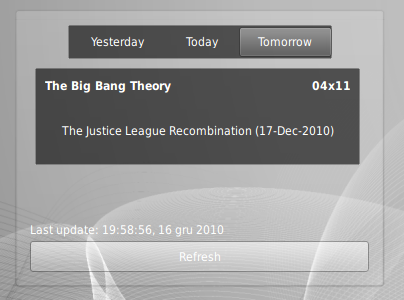 Yesterday Today Tomorrow
The Big Bang Theory 04x11
The Justice League Recombination (17-Dec-2010)
Last update: 19:58:56, 16 gru 2010
Refresh